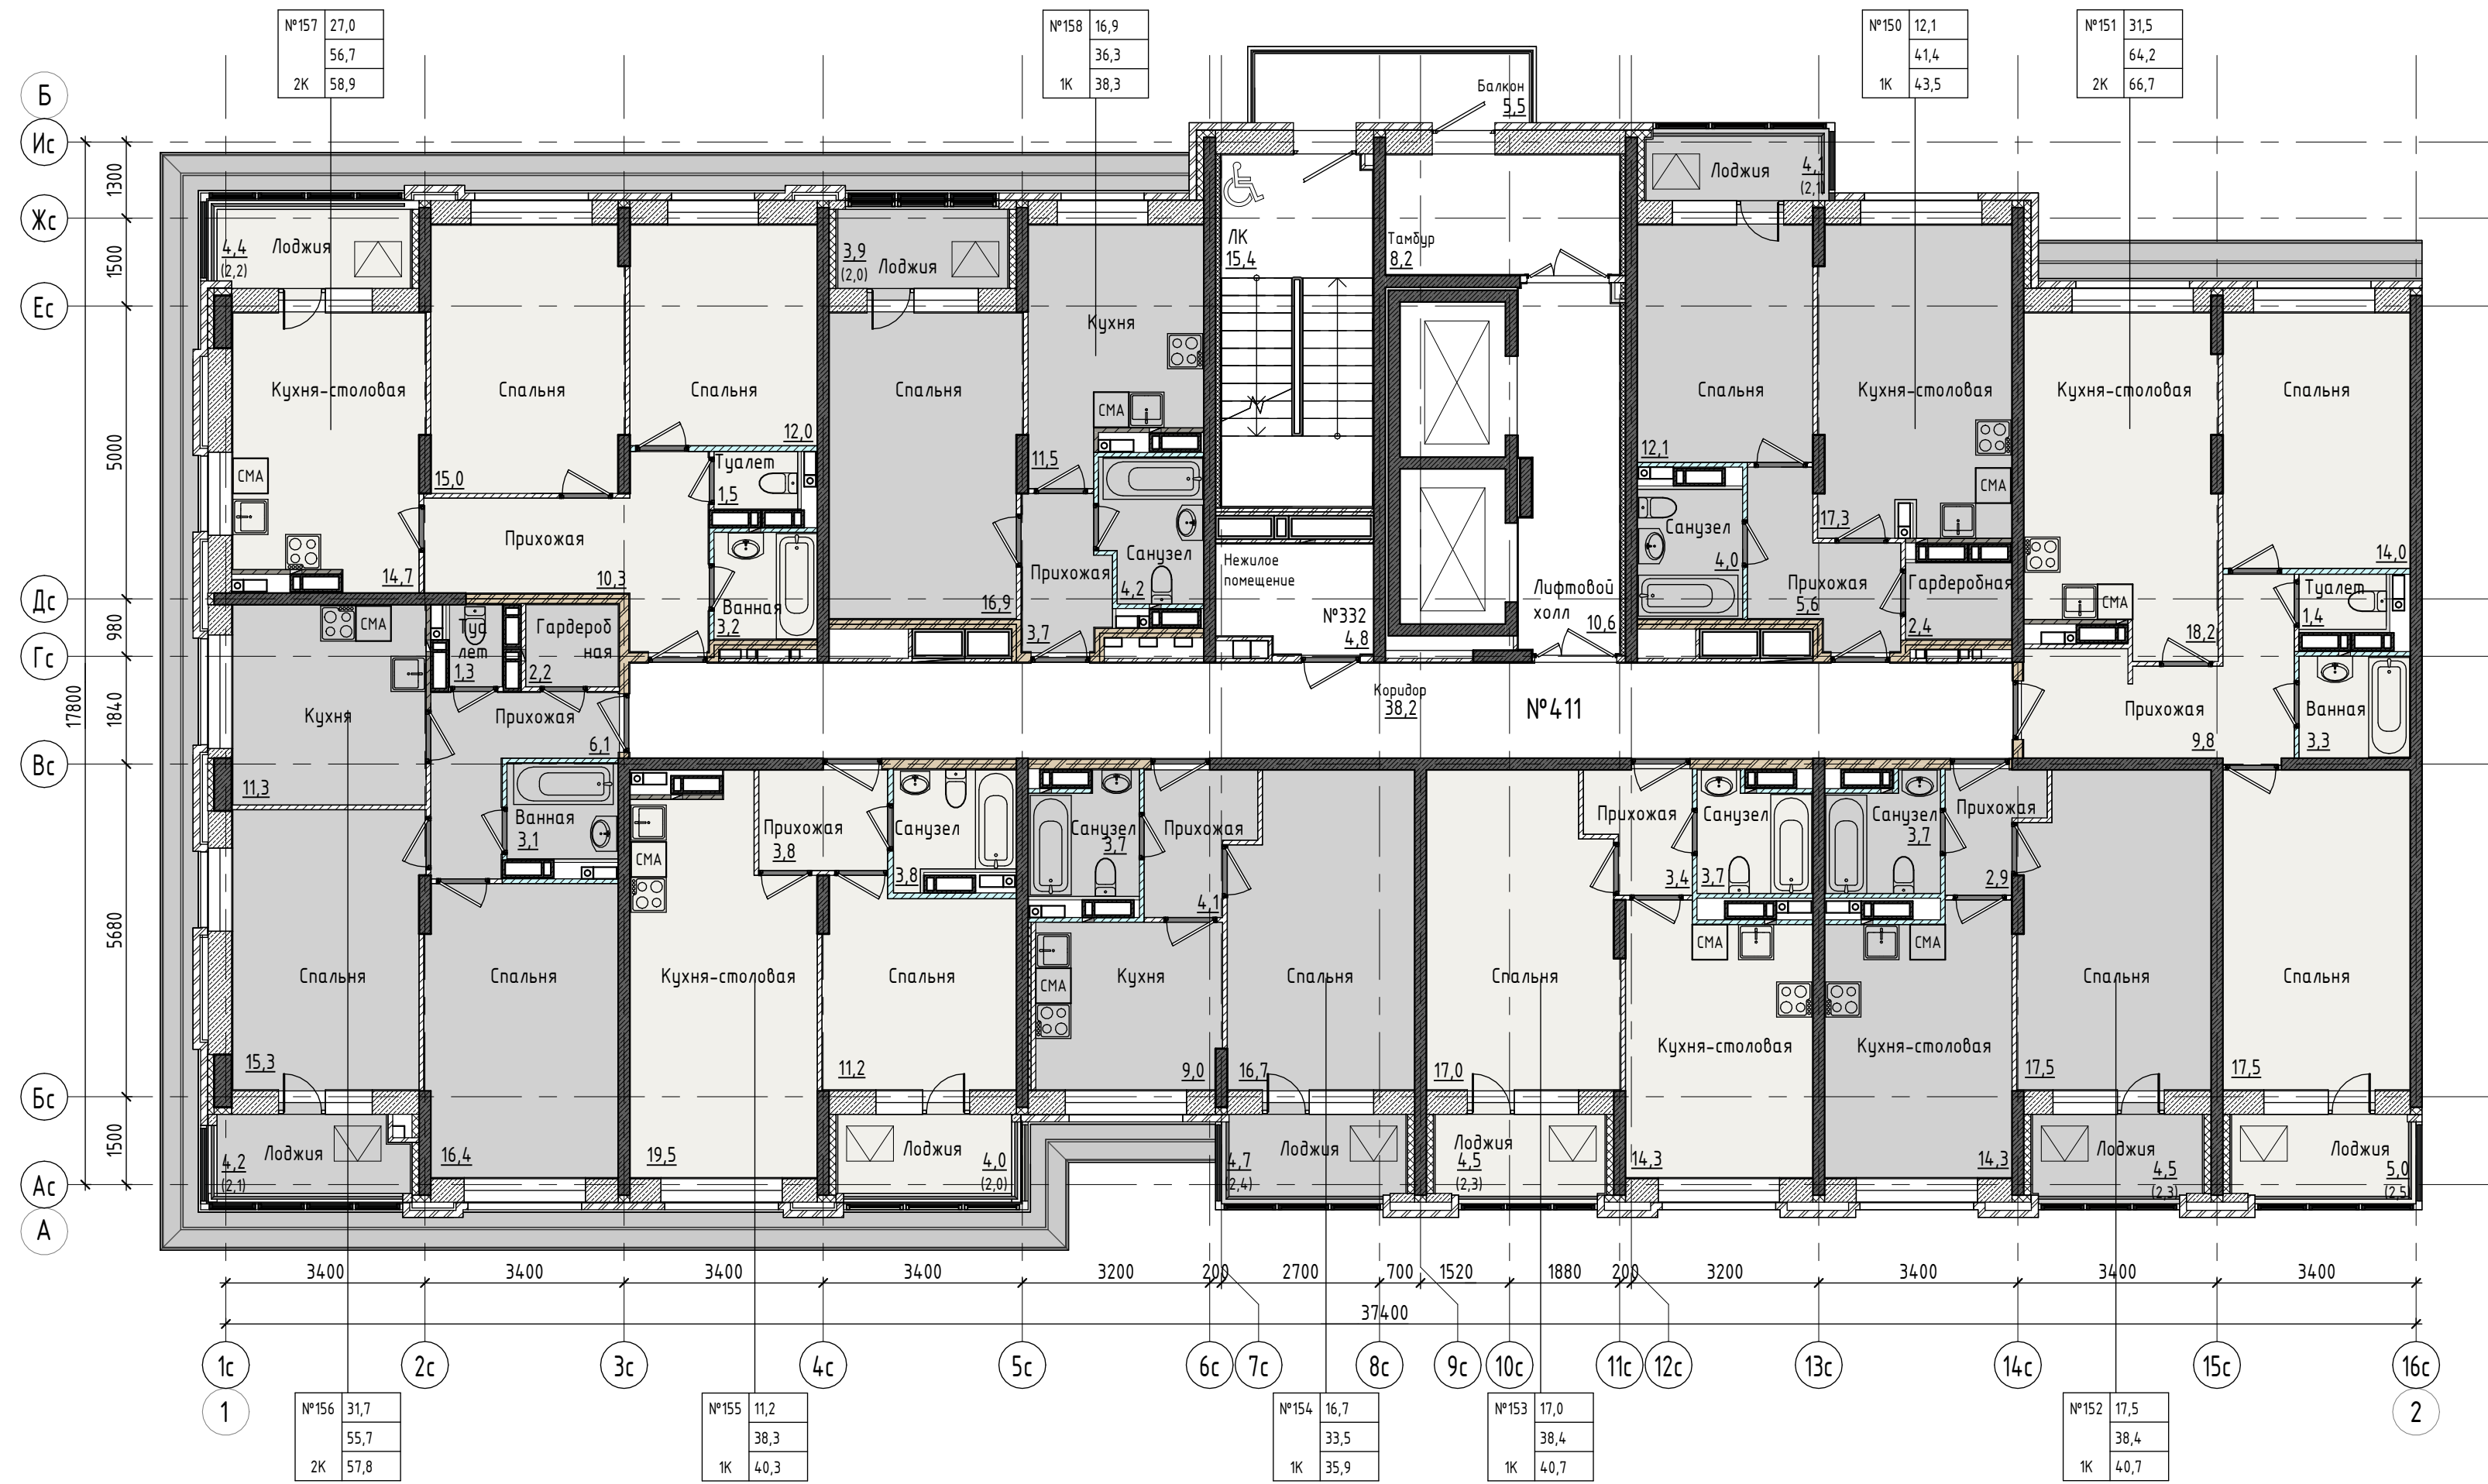 №157 27,0
56,7
2К 58,9
№158 16,9
36,3
1К 38,3
№150 12,1
41,4
1К 43,5
№151 31,5
64,2
2К 66,7
Б
Ис
Жс
Ес
Дс
Гс
Вс
Бс
Ас
А
1300
1500
5000
980
1840
5680
1500
17800
Балкон
5,5
Лоджия
4,4
(2,2)
Кухня-столовая
СМА
14,7
Спальня
15,0
Спальня
12,0
Туалет
1,5
Прихожая
10,3
Ванная
3,2
3,9
(2,0)
Лоджия
Спальня
16,9
Кухня
СМА
11,5
Санузел
4,2
Прихожая
3,7
ЛК
15,4
Тамбур
8,2
Нежилое
помещение
№332
4,8
Лифтовой
холл
10,6
Лоджия
4,1
Спальня
12,1
Кухня-столовая
СМА
17,3
Санузел
4,0
Прихожая
5,6
Гардеробная
2,4
Кухня-столовая
СМА
18,2
Спальня
14,0
Туалет
1,4
Прихожая
9,8
Ванная
3,3
Коридор
38,2
№411
СМА
Кухня
11,3
Туа
лет
1,3
Гардероб
ная
2,2
Прихожая
6,1
Ванная
3,1
Спальня
15,3
Спальня
16,4
Лоджия
4,2
(2,1)
СМА
Прихожая
3,8
Санузел
3,8
Кухня-столовая
19,5
Спальня
11,2
Лоджия
4,0
(2,0)
Санузел
3,7
Прихожая
4,1
СМА
Кухня
9,0
Спальня
16,7
Лоджия
4,7
(2,4)
Спальня
17,0
Прихожая
3,4
Санузел
3,7
СМА
Кухня-столовая
14,3
Лоджия
4,5
(2,3)
Санузел
3,7
Прихожая
2,9
СМА
Кухня-столовая
14,3
Спальня
17,5
Лоджия
4,5
(2,3)
Спальня
17,5
Лоджия
5,0
(2,5
3400 3400 3400 3400 3200 200 2700 700 1520 1880 200 3200 3400 3400 3400
37400
1с 2с 3с 4с 5с 6с 7с 8с 9с 10с 11с 12с 13с 14с 15с 16с
1 2
№156 31,7
55,7
2К 57,8
№155 11,2
38,3
1К 40,3
№154 16,7
33,5
1К 35,9
№153 17,0
38,4
1К 40,7
№152 17,5
38,4
1К 40,7